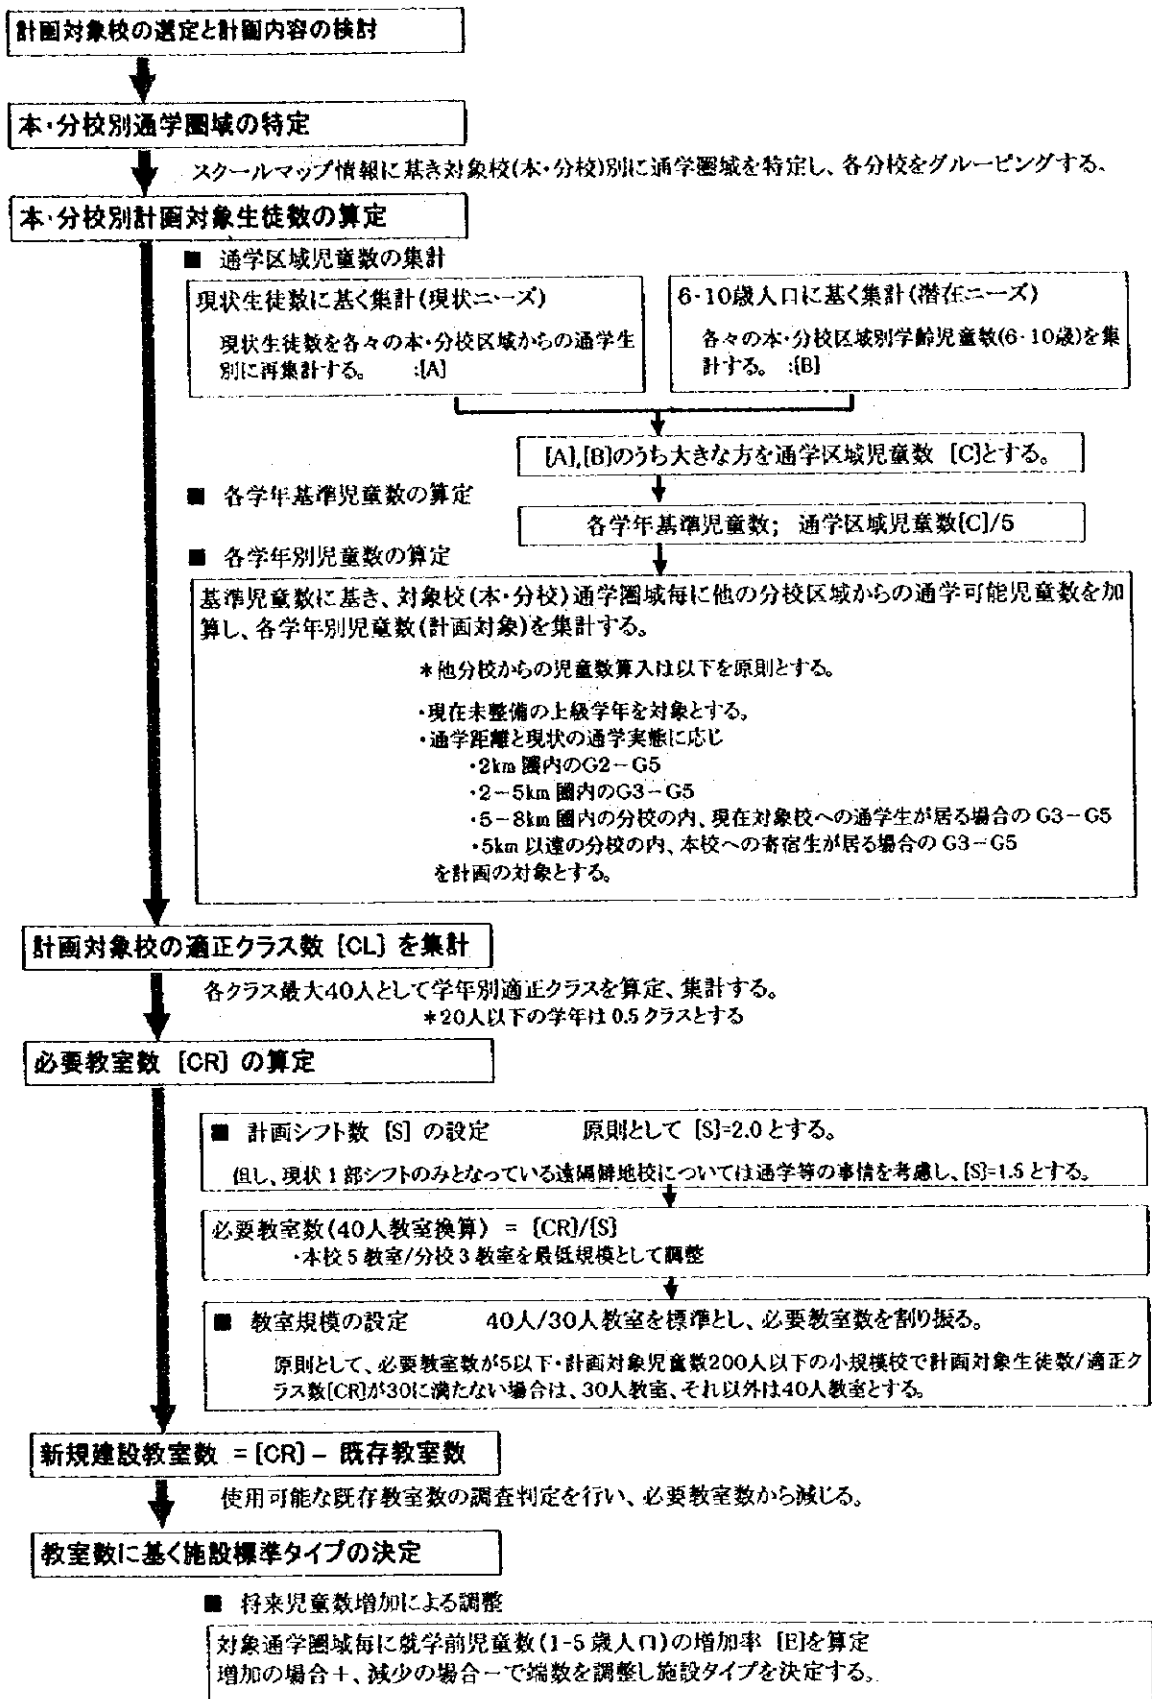 計画対象校の選定と計画内容の検討
本・分校別通学圏域の特定
スクールマップ情報に基き対象校(本・分校)別に通学圏域を特定し、各分校をグルーピングする。
本・分校別計画対象生徒数の算定
■ 通学区域児童数の集計
現状生徒数に基く集計(現状ニーズ)
現状生徒数を各々の本・分校区域からの通学生
別に再集計する。 :[A]
6-10歳人口に基く集計(潜在ニーズ)
各々の本・分校区域別学齢児童数(6-10歳)を集
計する。 :[B]
[A],[B]のうち大きな方を通学区域児童数 [C]とする。
■ 各学年基準児童数の算定
各学年基準児童数; 通学区域児童数[C]/5
■ 各学年別児童数の算定
基準児童数に基き、対象校(本・分校)通学圏域毎に他の分校区域からの通学可能児童数を加
算し、各学年別児童数(計画対象)を集計する。
*他分校からの児童数算入は以下を原則とする。
・現在未整備の上級学年を対象とする。
・通学距離と現状の通学実態に応じ
・2km 圏内のG2-G5
・2-5km 圏内のG3-G5
・5-8km 圏内の分校の内、現在対象校への通学生が居る場合の G3-G5
・5km 以遠の分校の内、本校への寄宿生が居る場合の G3-G5
を計画の対象とする。
計画対象校の適正クラス数 [CL] を集計
各クラス最大40人として学年別適正クラスを算定、集計する。
*20人以下の学年は 0.5 クラスとする
必要教室数 [CR] の算定
■ 計画シフト数 [S] の設定 原則として [S]=2.0 とする。
但し、現状 1 部シフトのみとなっている遠隔僻地校については通学等の事情を考慮し、[S]=1.5 とする。
必要教室数(40人教室換算) = [CR]/[S]
・本校 5 教室/分校 3 教室を最低規模として調整
■ 教室規模の設定 40人/30人教室を標準とし、必要教室数を割り振る。
原則として、必要教室数が5以下・計画対象児童数200人以下の小規模校で計画対象生徒数/適正ク
ラス数[CR]が30に満たない場合は、30人教室、それ以外は40人教室とする。
新規建設教室数 = [CR] - 既存教室数
使用可能な既存教室数の調査判定を行い、必要教室数から減じる。
教室数に基く施設標準タイプの決定
■ 将来児童数増加による調整
対象通学圏域毎に就学前児童数(1-5 歳人口)の増加率 [E]を算定
増加の場合+、減少の場合-で端数を調整し施設タイプを決定する。